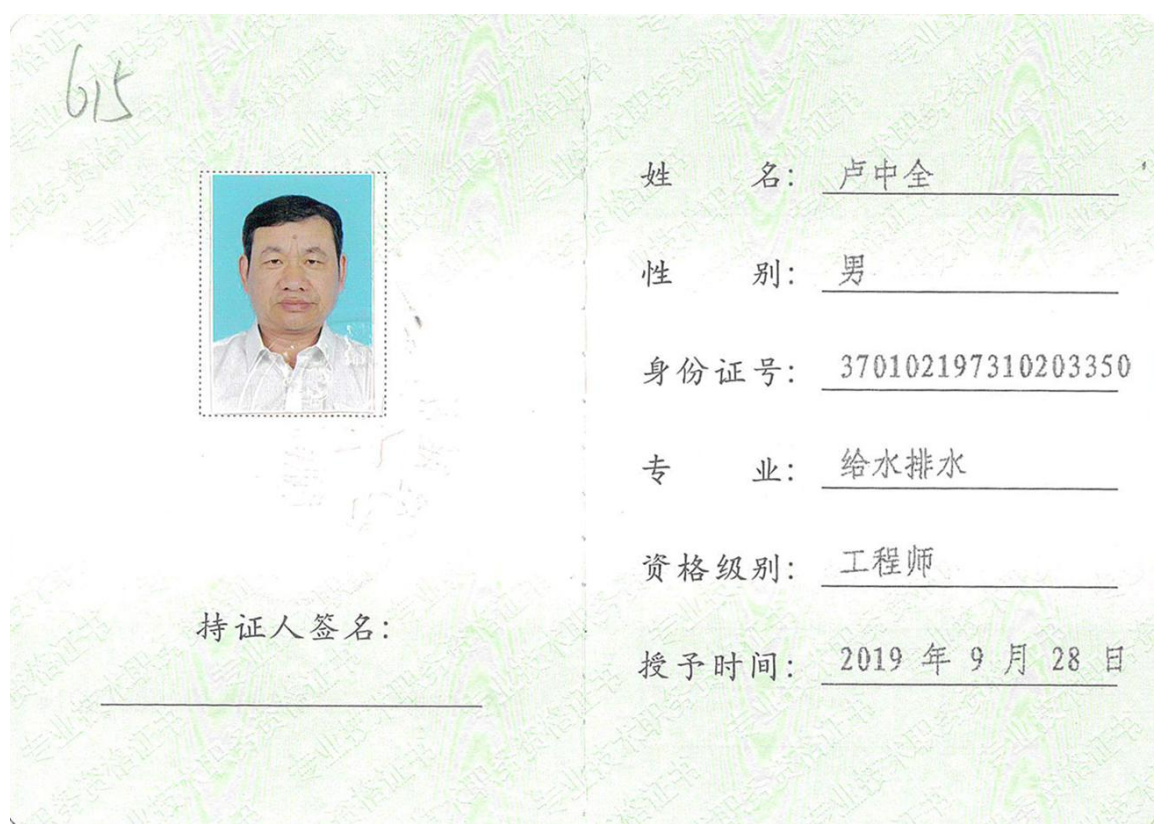 615
持证人签名:
姓 名: 卢中全
性 别: 男
身份证号: 370102197310203350
专 业: 给水排水
资格级别: 工程师
授予时间: 2019 年 9 月 28 日